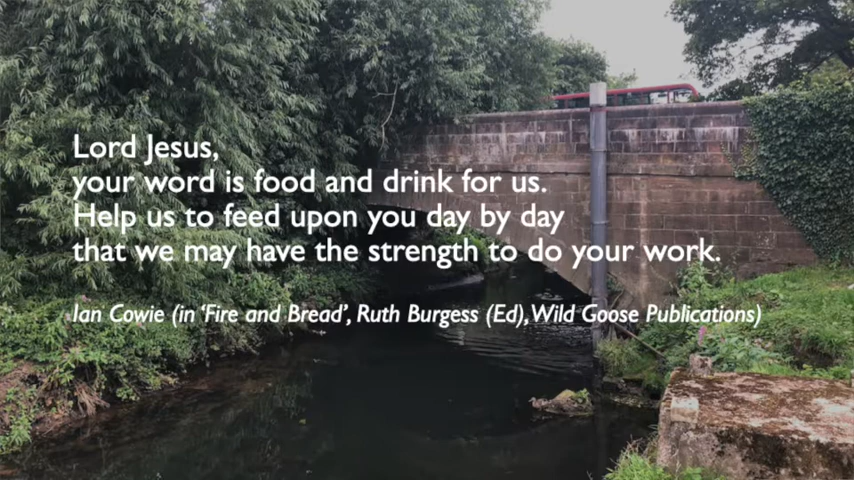 Lord Jesus,
your word is food and drink for us.
Help us to feed upon you day by day
that we may have the strength to do your work.
Ian Cowie (in ‘Fire and Bread’, Ruth Burgess (Ed), Wild Goose Publications)